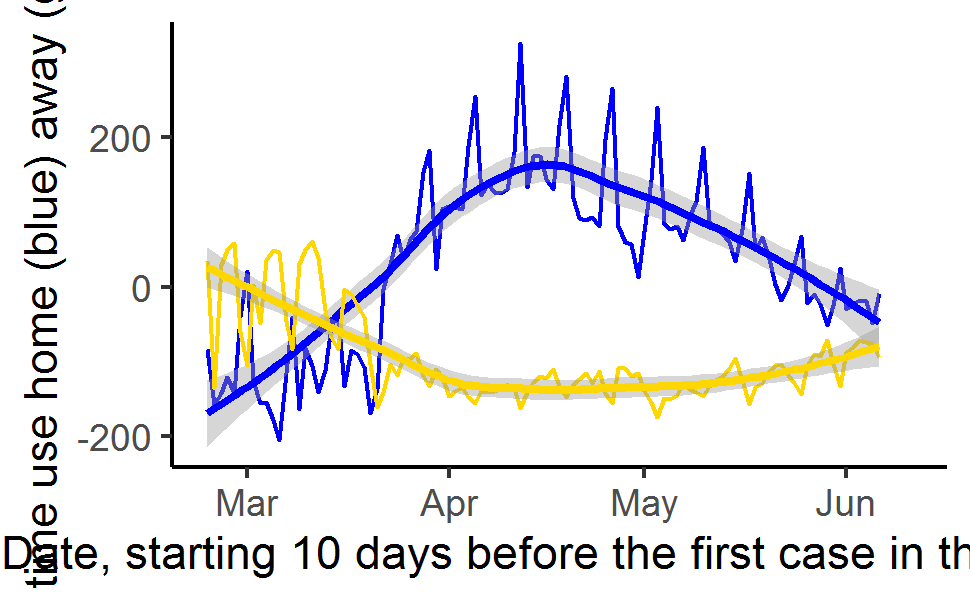 time use home (blue) away (
200
0
-200
Mar Apr May Jun
Date, starting 10 days before the first case in th